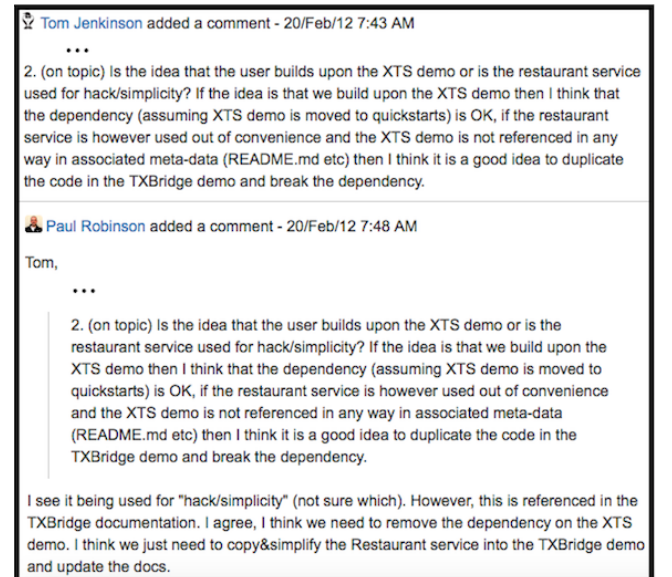 Tom Jenkinson added a comment - 20/Feb/12 7:43 AM
...
2. (on topic) Is the idea that the user builds upon the XTS demo or is the restaurant service
used for hack/simplicity? If the idea is that we build upon the XTS demo then I think that
the dependency (assuming XTS demo is moved to quickstarts) is OK, if the restaurant
service is however used out of convenience and the XTS demo is not referenced in any
way in associated meta-data (README.md etc) then I think it is a good idea to duplicate
the code in the TXBridge demo and break the dependency.
Paul Robinson added a comment - 20/Feb/12 7:48 AM
Tom,
...
2. (on topic) Is the idea that the user builds upon the XTS demo or is the
restaurant service used for hack/simplicity? If the idea is that we build upon the
XTS demo then I think that the dependency (assuming XTS demo is moved to
quickstarts) is OK, if the restaurant service is however used out of convenience
and the XTS demo is not referenced in any way in associated meta-data
(README.md etc) then I think it is a good idea to duplicate the code in the
TXBridge demo and break the dependency.
I see it being used for "hack/simplicity" (not sure which). However, this is referenced in the
TXBridge documentation. I agree, I think we need to remove the dependency on the XTS
demo. I think we just need to copy&simplify the Restaurant service into the TXBridge demo
and update the docs.